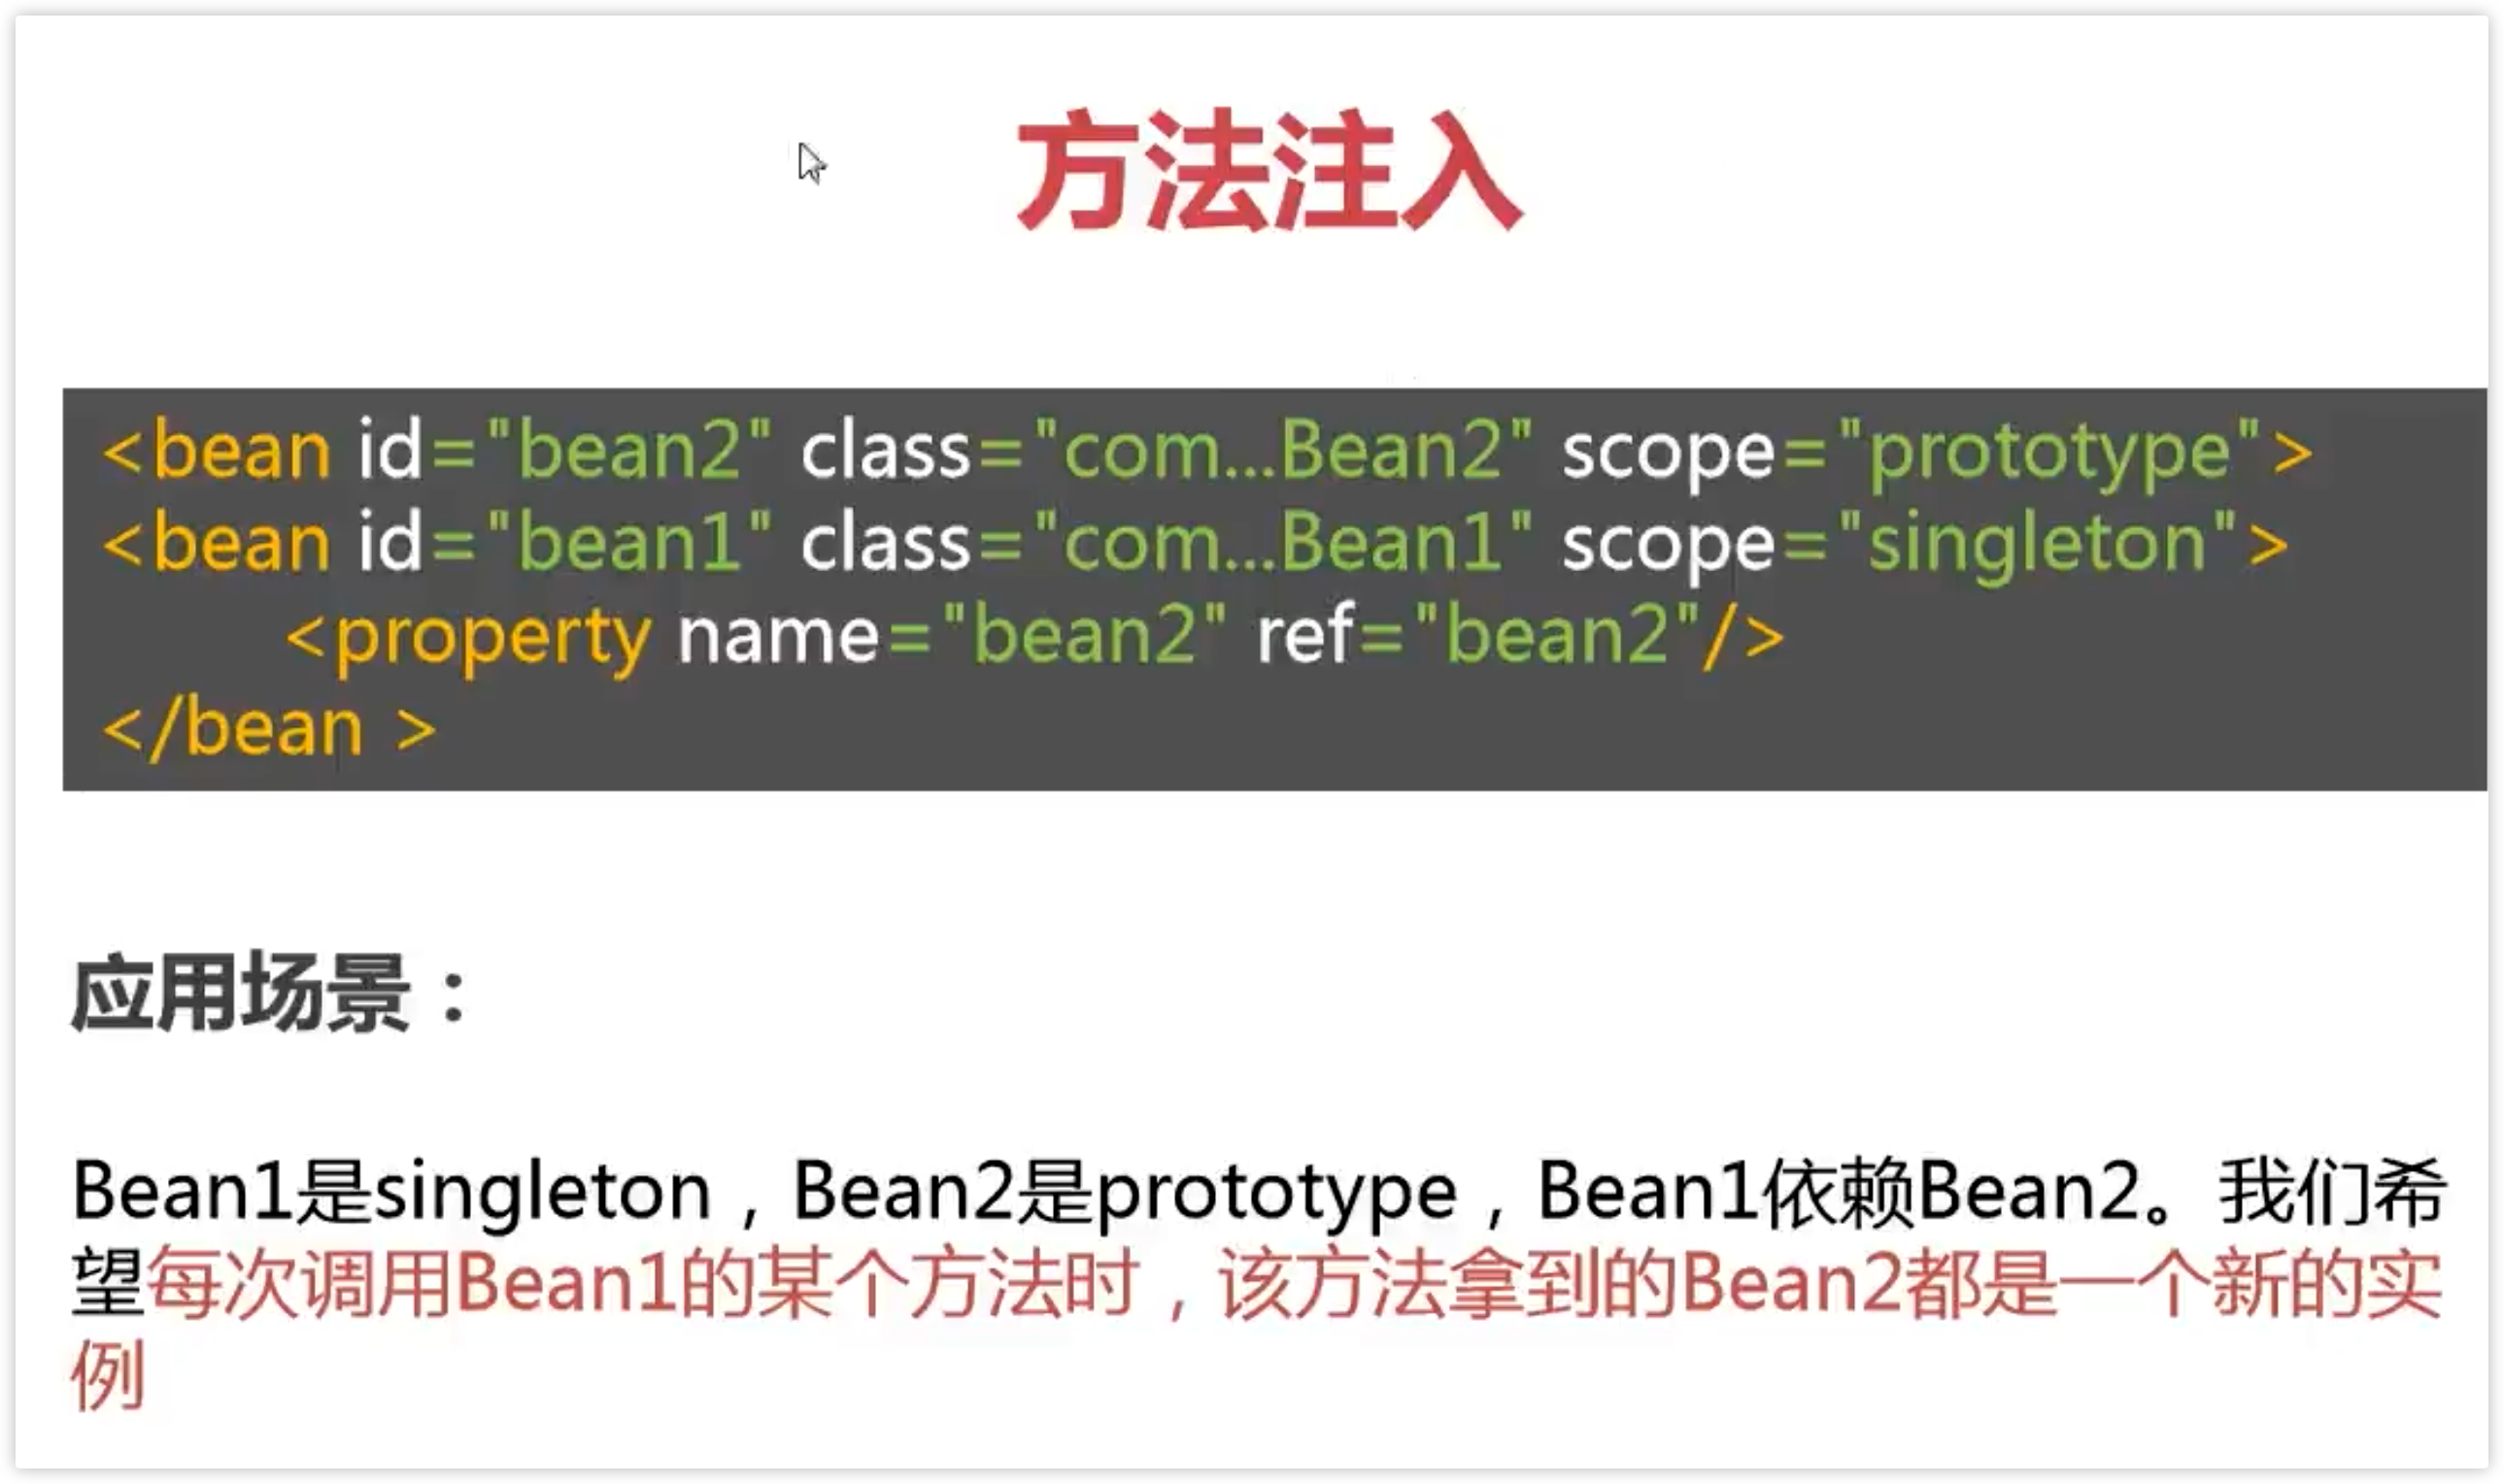 方法注入
<bean id="bean2" class="com...Bean2" scope="prototype">
<bean id="bean1" class="com...Bean1" scope="singleton">
<property name="bean2" ref="bean2"/>
</bean >
应用场景：
Bean1是singleton，Bean2是prototype，Bean1依赖Bean2。我们希
望每次调用Bean1的某个方法时，该方法拿到的Bean2都是一个新的实
例